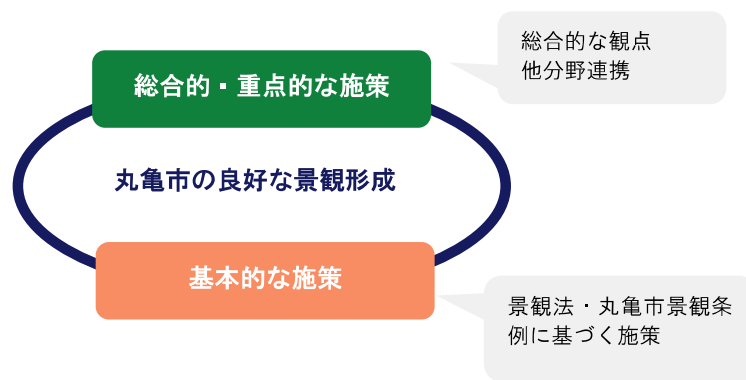 総合的な観点
他分野連携
総合的・重点的な施策
丸亀市の良好な景観形成
基本的な施策
景観法・丸亀市景観条
例に基づく施策